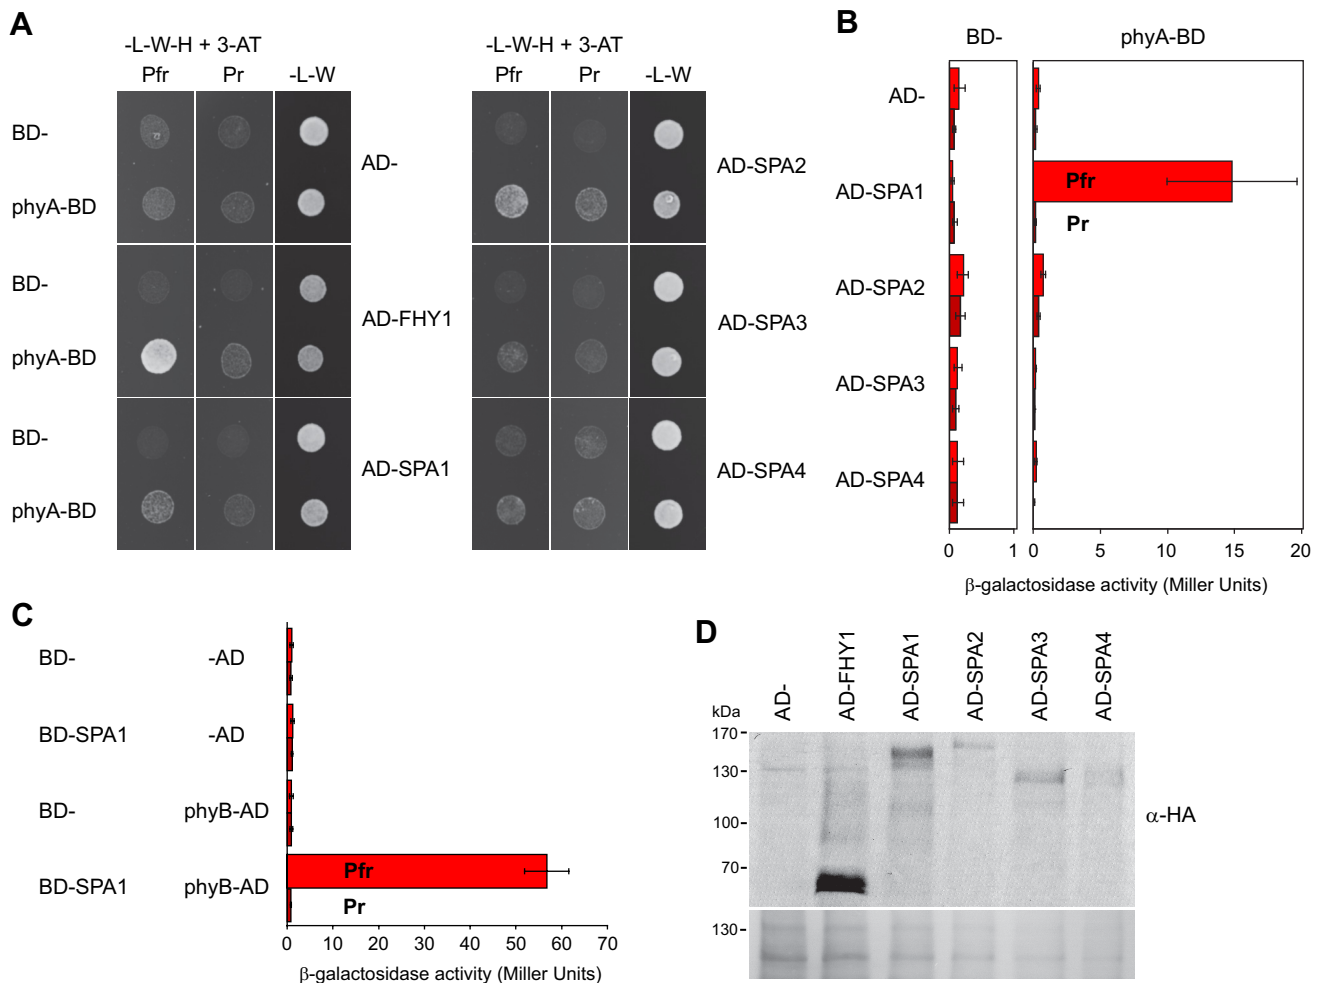 A
-L-W-H + 3-AT
Pfr Pr -L-W
BD-
phyA-BD
AD-
BD-
phyA-BD
AD-FHY1
BD-
phyA-BD
AD-SPA1
-L-W-H + 3-AT
Pfr Pr -L-W
AD-SPA2
AD-SPA3
AD-SPA4
B
BD- phyA-BD
AD-
AD-SPA1
Pfr
Pr
AD-SPA2
AD-SPA3
AD-SPA4
0 1 0 5 10 15 20
β-galactosidase activity (Miller Units)
C
BD- -AD
BD-SPA1 -AD
BD- phyB-AD
BD-SPA1 phyB-AD
Pfr
Pr
0 10 20 30 40 50 60 70
β-galactosidase activity (Miller Units)
D
AD-
AD-FHY1
AD-SPA1
AD-SPA2
AD-SPA3
AD-SPA4
kDa
170
130
100
70
α-HA
130